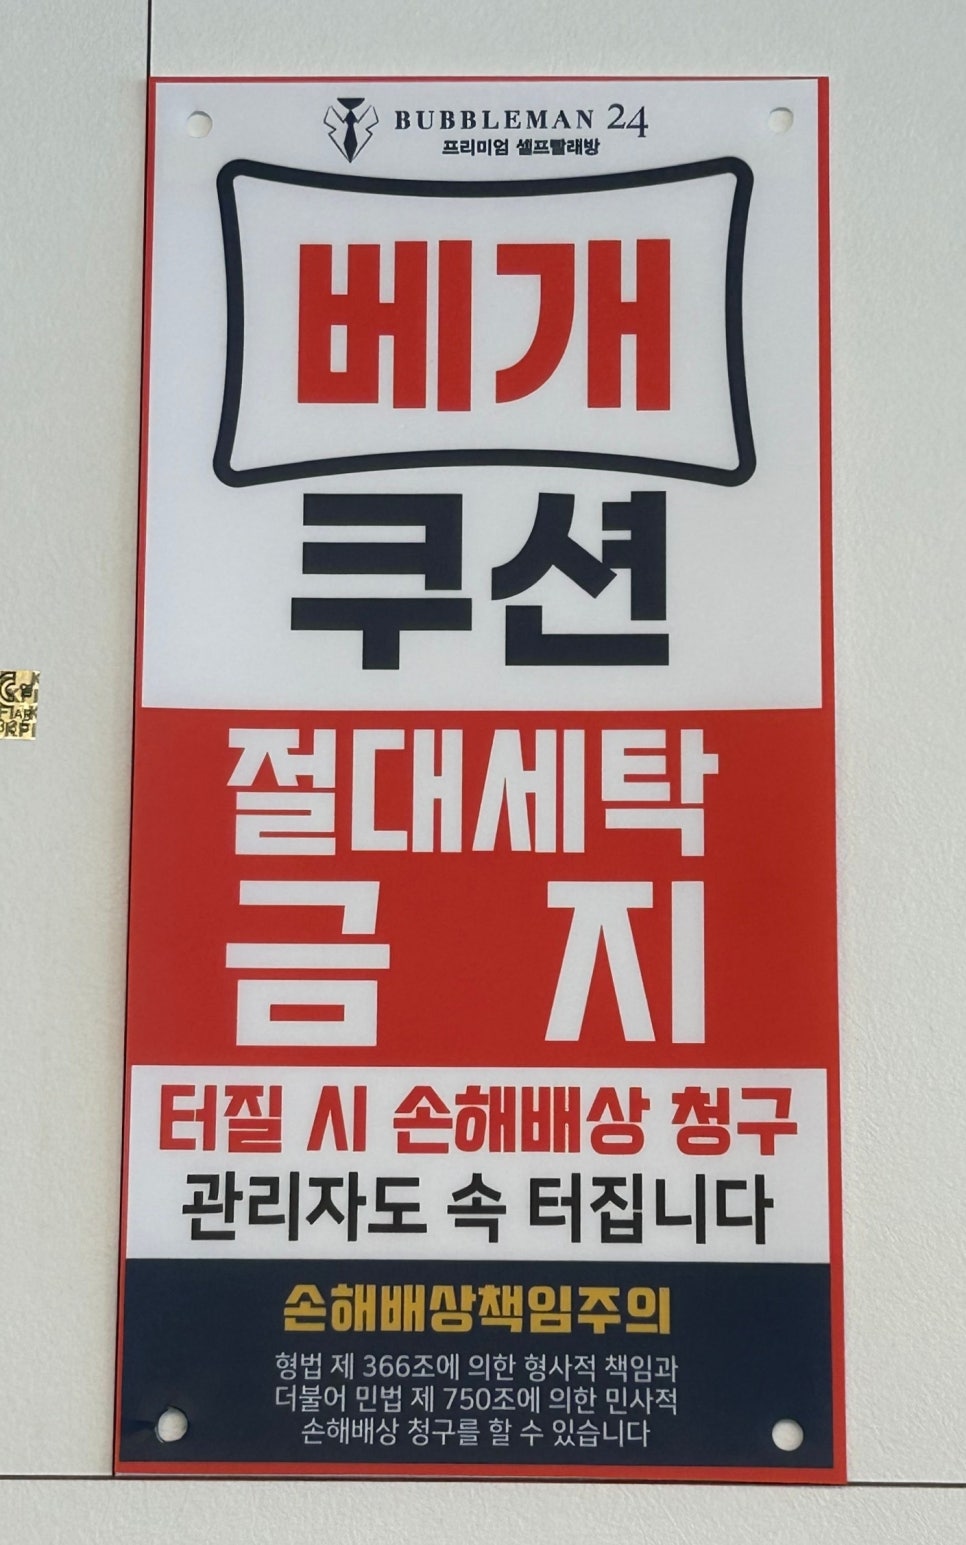 BUBBLEMAN 24
프리미엄 셀프빨래방
베개
쿠션
절대세탁
금 지
터질 시 손해배상 청구
관리자도 속 터집니다
손해배상책임주의
형법 제 366조에 의한 형사적 책임과
더불어 민법 제 750조에 의한 민사적
손해배상 청구를 할 수 있습니다